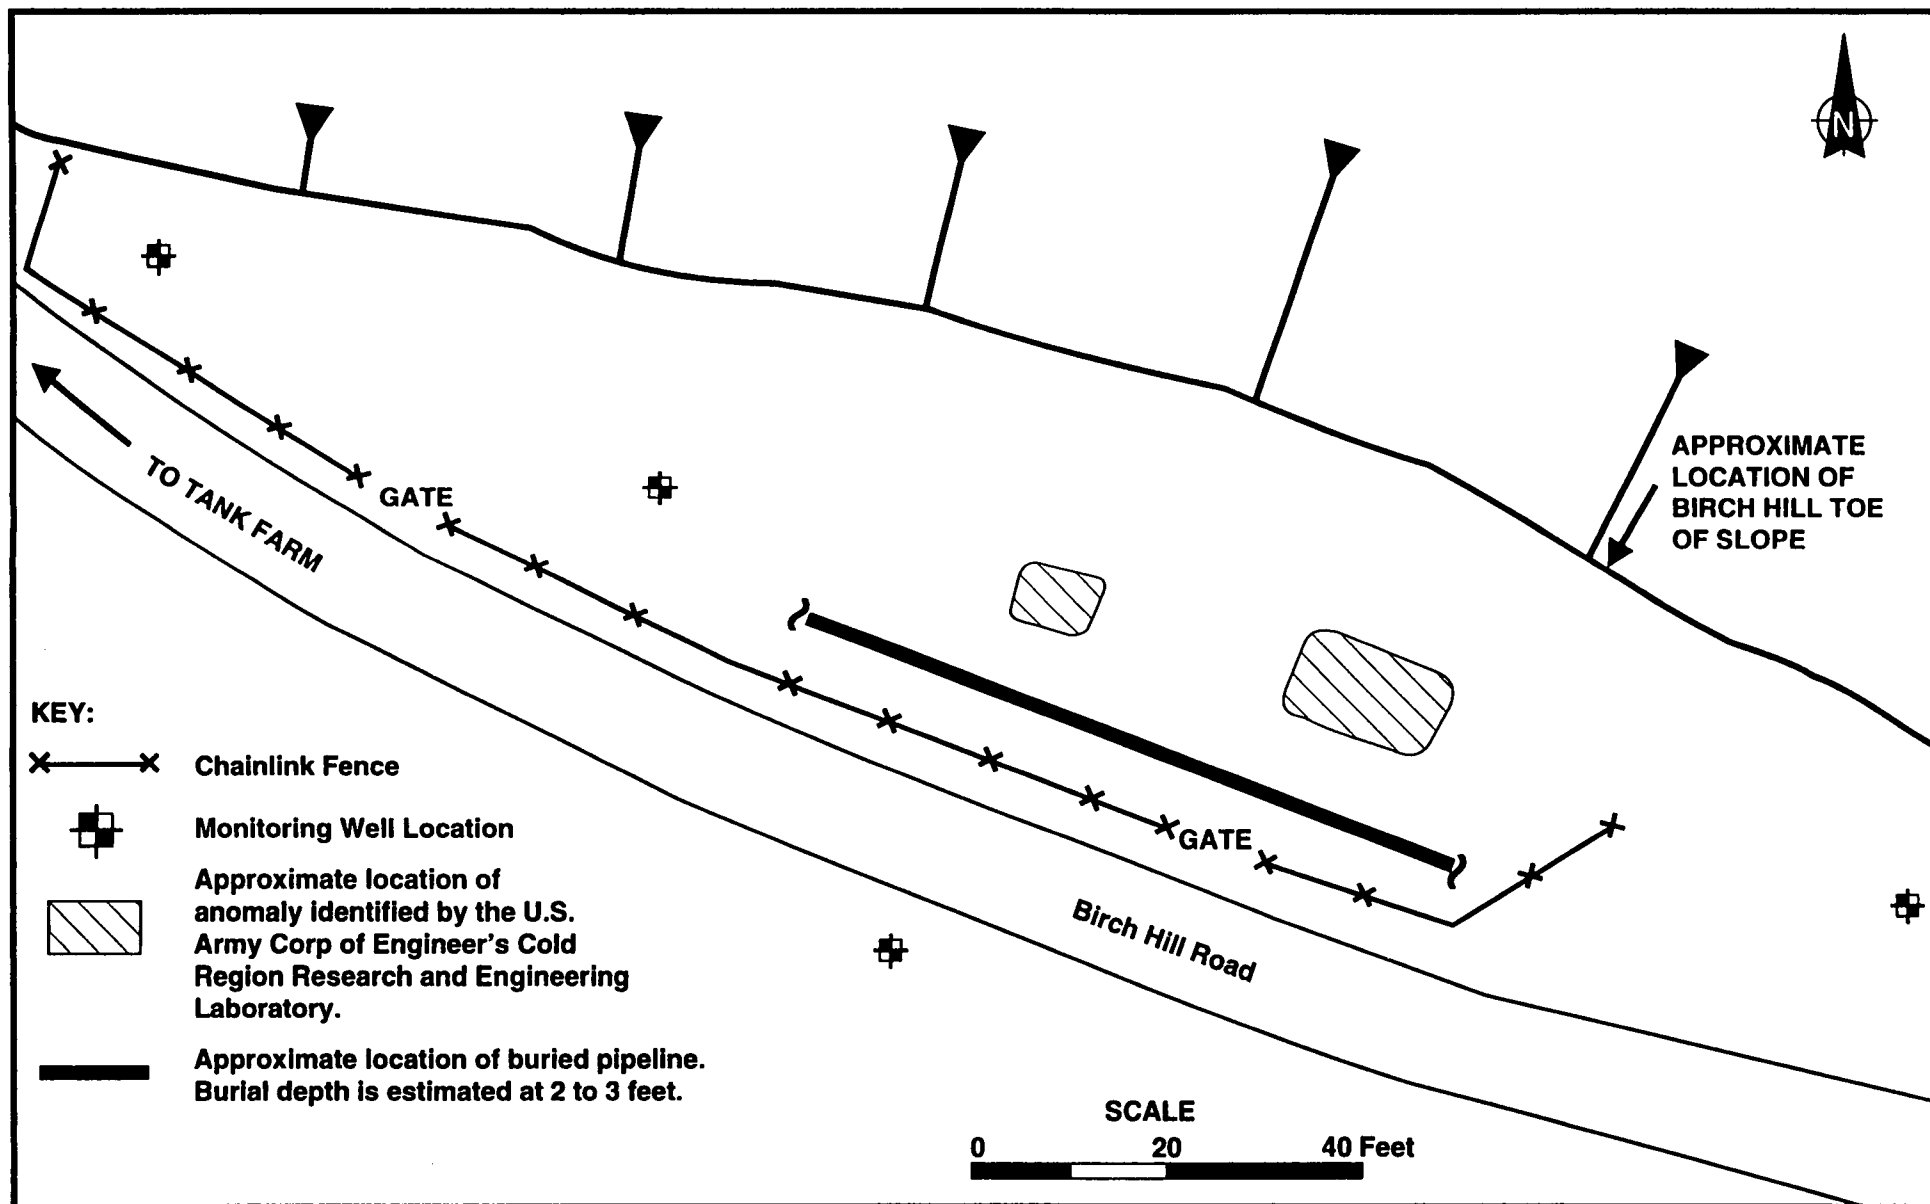 N
APPROXIMATE
LOCATION OF
BIRCH HILL TOE
OF SLOPE
GATE
TO TANK FARM
GATE
Birch Hill Road
KEY:
Chainlink Fence
Monitoring Well Location
Approximate location of
anomaly identified by the U.S.
Army Corp of Engineer's Cold
Region Research and Engineering
Laboratory.
Approximate location of buried pipeline.
Burial depth is estimated at 2 to 3 feet.
SCALE
0 20 40 Feet